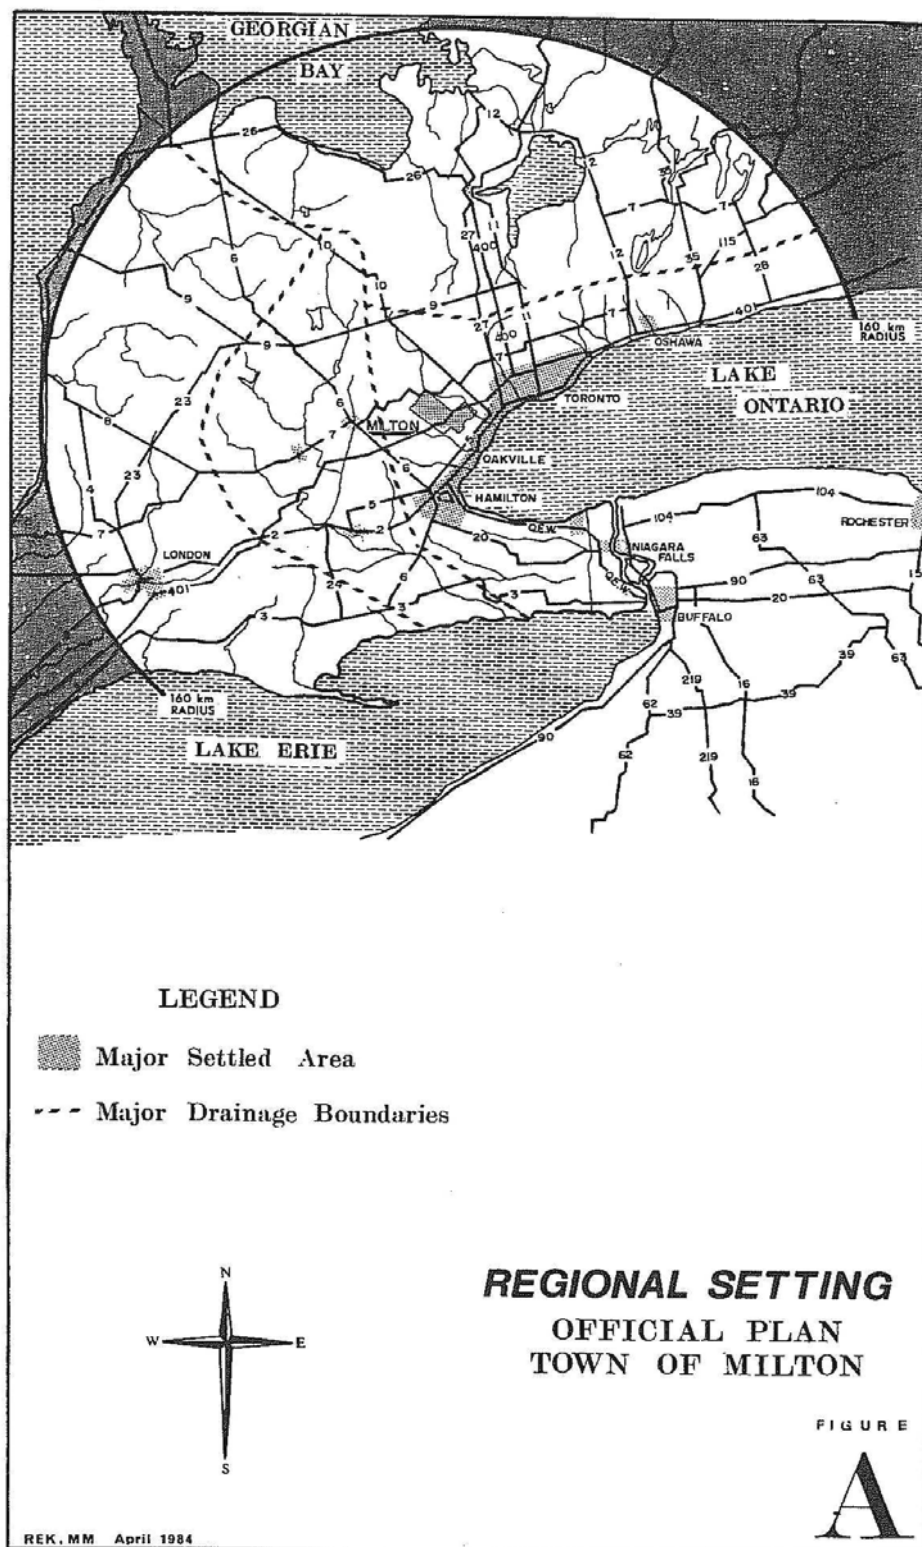 GEORGIAN
BAY
26
12
26
2
35
7
7
6
10
27
400
11
11
12
35
115
28
9
10
9
9
27
400
11
7
7
401
160 km
RADIUS
OSHAWA
LAKE
ONTARIO
TORONTO
23
6
MILTON
7
8
5
OAKVILLE
6
4
23
HAMILTON
5
2
20
Q.E.W.
104
104
ROCHESTER
63
7
LONDON
2
NIAGARA
FALLS
Q.E.W.
90
63
15
20
401
24
6
3
3
3
BUFFALO
160 km
RADIUS
LAKE ERIE
90
62
39
219
16
39
39
63
62
219
16
LEGEND
Major Settled Area
Major Drainage Boundaries
N
W
E
S
REGIONAL SETTING
OFFICIAL PLAN
TOWN OF MILTON
FIGURE
A
REK, MM April 1984